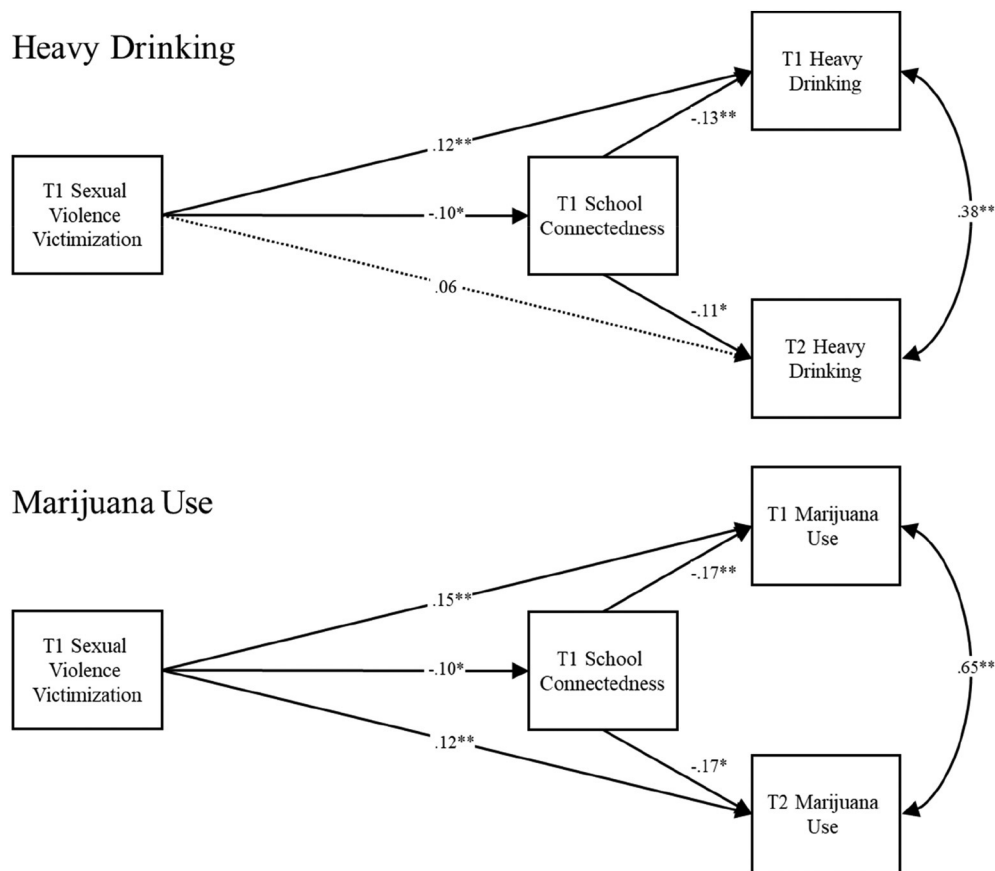 Heavy Drinking
T1 Heavy
Drinking
-.13**
.12**
T1 Sexual
Violence
Victimization
-.10*
T1 School
Connectedness
.38**
.06
-.11*
T2 Heavy
Drinking
Marijuana Use
T1 Marijuana
Use
-.17**
.15**
T1 Sexual
Violence
Victimization
-.10*
T1 School
Connectedness
.65**
.12**
-.17*
T2 Marijuana
Use